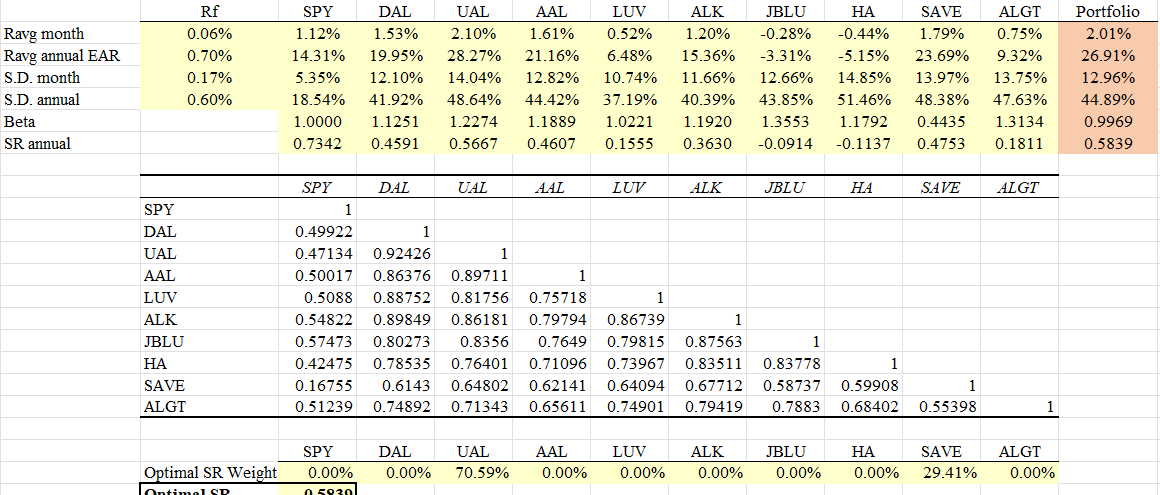 Rf SPY DAL UAL AAL LUV ALK JBLU HA SAVE ALGT Portfolio
Ravg month 0.06% 1.12% 1.53% 2.10% 1.61% 0.52% 1.20% -0.28% -0.44% 1.79% 0.75% 2.01%
Ravg annual EAR 0.70% 14.31% 19.95% 28.27% 21.16% 6.48% 15.36% -3.31% -5.15% 23.69% 9.32% 26.91%
S.D. month 0.17% 5.35% 12.10% 14.04% 12.82% 10.74% 11.66% 12.66% 14.85% 13.97% 13.75% 12.96%
S.D. annual 0.60% 18.54% 41.92% 48.64% 44.42% 37.19% 40.39% 43.85% 51.46% 48.38% 47.63% 44.89%
Beta 1.0000 1.1251 1.2274 1.1889 1.0221 1.1920 1.3553 1.1792 0.4435 1.3134 0.9969
SR annual 0.7342 0.4591 0.5667 0.4607 0.1555 0.3630 -0.0914 -0.1137 0.4753 0.1811 0.5839
SPY DAL UAL AAL LUV ALK JBLU HA SAVE ALGT
SPY 1
DAL 0.49922 1
UAL 0.47134 0.92426 1
AAL 0.50017 0.86376 0.89711 1
LUV 0.5088 0.88752 0.81756 0.75718 1
ALK 0.54822 0.89849 0.86181 0.79794 0.86739 1
JBLU 0.57473 0.80273 0.8356 0.7649 0.79815 0.87563 1
HA 0.42475 0.78535 0.76401 0.71096 0.73967 0.83511 0.83778 1
SAVE 0.16755 0.6143 0.64802 0.62141 0.64094 0.67712 0.58737 0.59908 1
ALGT 0.51239 0.74892 0.71343 0.65611 0.74901 0.79419 0.7883 0.68402 0.55398 1
SPY DAL UAL AAL LUV ALK JBLU HA SAVE ALGT
Optimal SR Weight 0.00% 0.00% 70.59% 0.00% 0.00% 0.00% 0.00% 0.00% 29.41% 0.00%
Optimal SR 0.5839